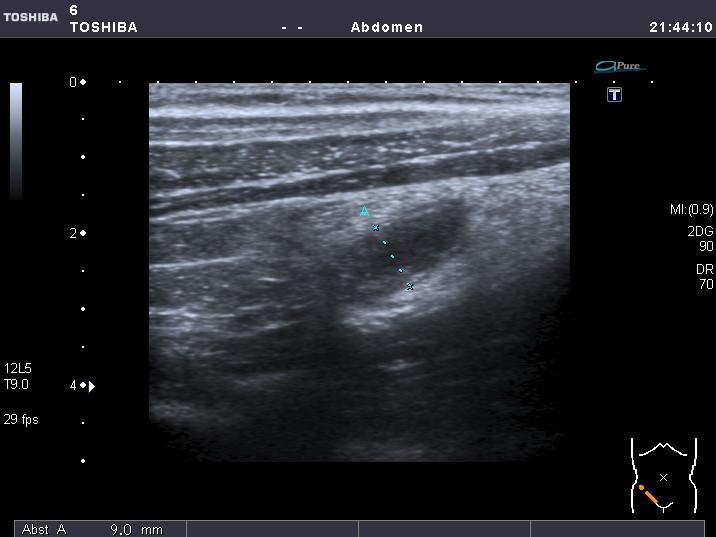 TOSHIBA
6
TOSHIBA
- -
Abdomen
21:44:10
0
APure
T
MI:(0.9)
2
2DG
90
DR
70
12L5
T9.0
4
29 fps
Abst A 9.0 mm